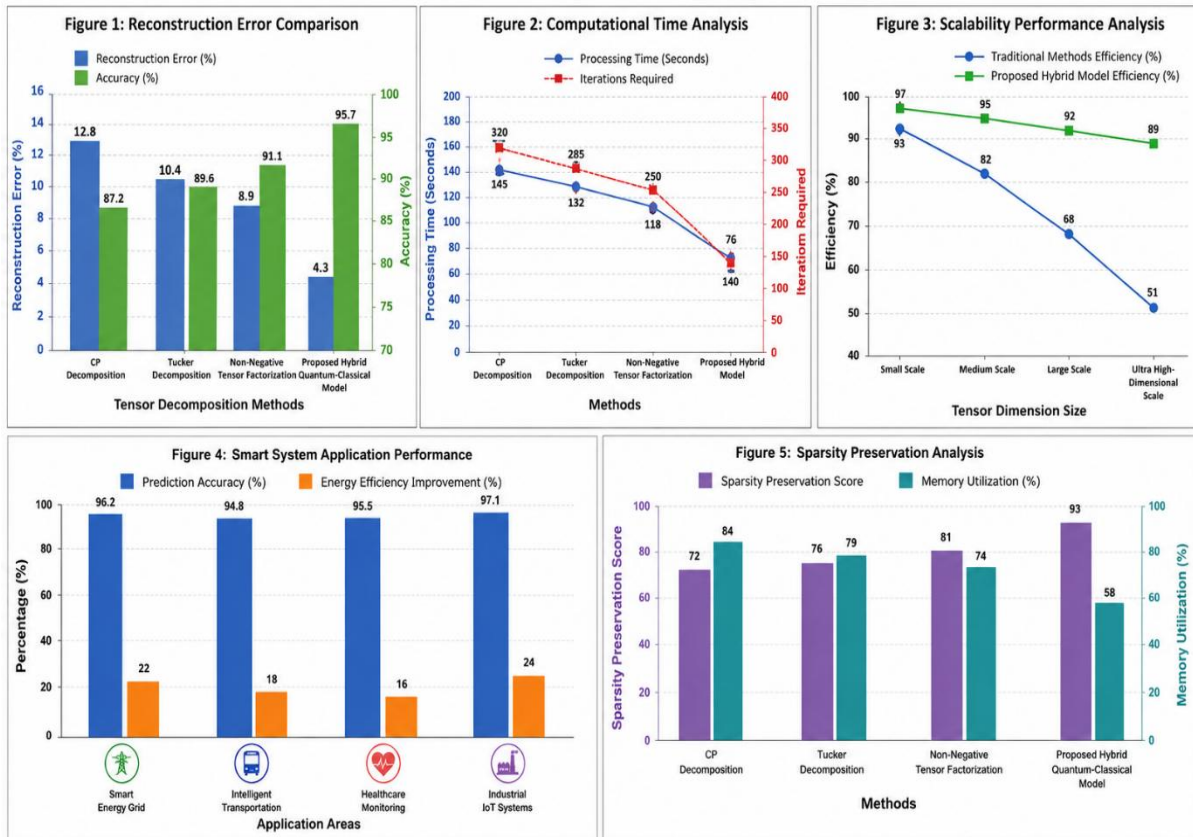 Figure 1: Reconstruction Error Comparison
Reconstruction Error (%)
Accuracy (%)
Reconstruction Error (%)
16
14
12
10
8
6
4
2
0
12.8
87.2
10.4
89.6
8.9
91.1
4.3
95.7
100
95
90
85
80
75
70
Accuracy (%)
CP
Decomposition
Tucker
Decomposition
Non-Negative
Tensor Factorization
Proposed Hybrid
Quantum-Classical
Model
Tensor Decomposition Methods
Figure 2: Computational Time Analysis
Processing Time (Seconds)
Iterations Required
Processing Time (Seconds)
200
180
160
140
120
100
80
60
40
20
0
320
145
285
132
250
118
76
140
400
350
300
250
200
150
100
50
0
Iteratiom Required
CP
Decomposition
Tucker
Decomposition
Non-Negative
Tensor Factorization
Proposed Hybrid
Model
Methods
Figure 3: Scalability Performance Analysis
Traditional Methods Efficiency (%)
Proposed Hybrid Model Efficiency (%)
Efficiency (%)
100
90
80
70
60
50
40
97
93
95
82
92
68
89
51
Small Scale
Medium Scale
Large Scale
Ultra High-
Dimensional
Scale
Tensor Dimension Size
Figure 4: Smart System Application Performance
Prediction Accuracy (%)
Energy Efficiency Improvement (%)
Percentage (%)
100
80
60
40
20
0
96.2
22
94.8
18
95.5
16
97.1
24
Smart
Energy Grid
Intelligent
Transportation
Healthcare
Monitoring
Industrial
IoT Systems
Application Areas
Figure 5: Sparsity Preservation Analysis
Sparsity Preservation Score
Memory Utilization (%)
Sparsity Preservation Score
100
80
60
40
20
0
72
84
76
79
81
74
93
58
100
80
60
40
20
0
Memory Utilization (%)
CP
Decomposition
Tucker
Decomposition
Non-Negative
Tensor Factorization
Proposed Hybrid
Quantum-Classical
Model
Methods